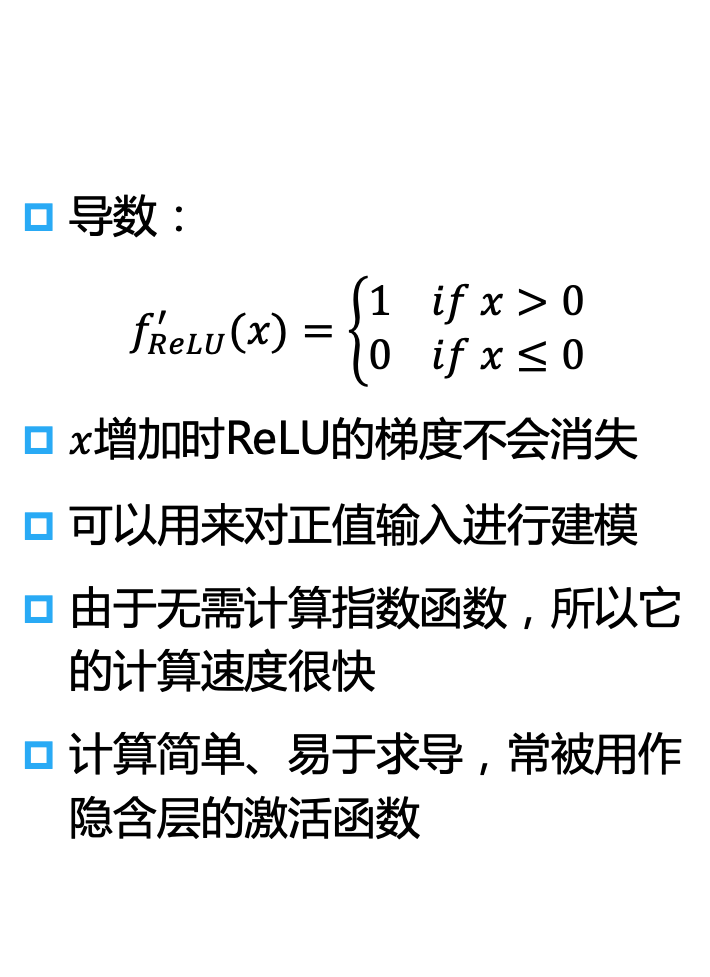 导数：
f′ReLU(x) = {1 if x > 0
0 if x ≤ 0
x增加时ReLU的梯度不会消失
可以用来对正值输入进行建模
由于无需计算指数函数，所以它
的计算速度很快
计算简单、易于求导，常被用作
隐含层的激活函数